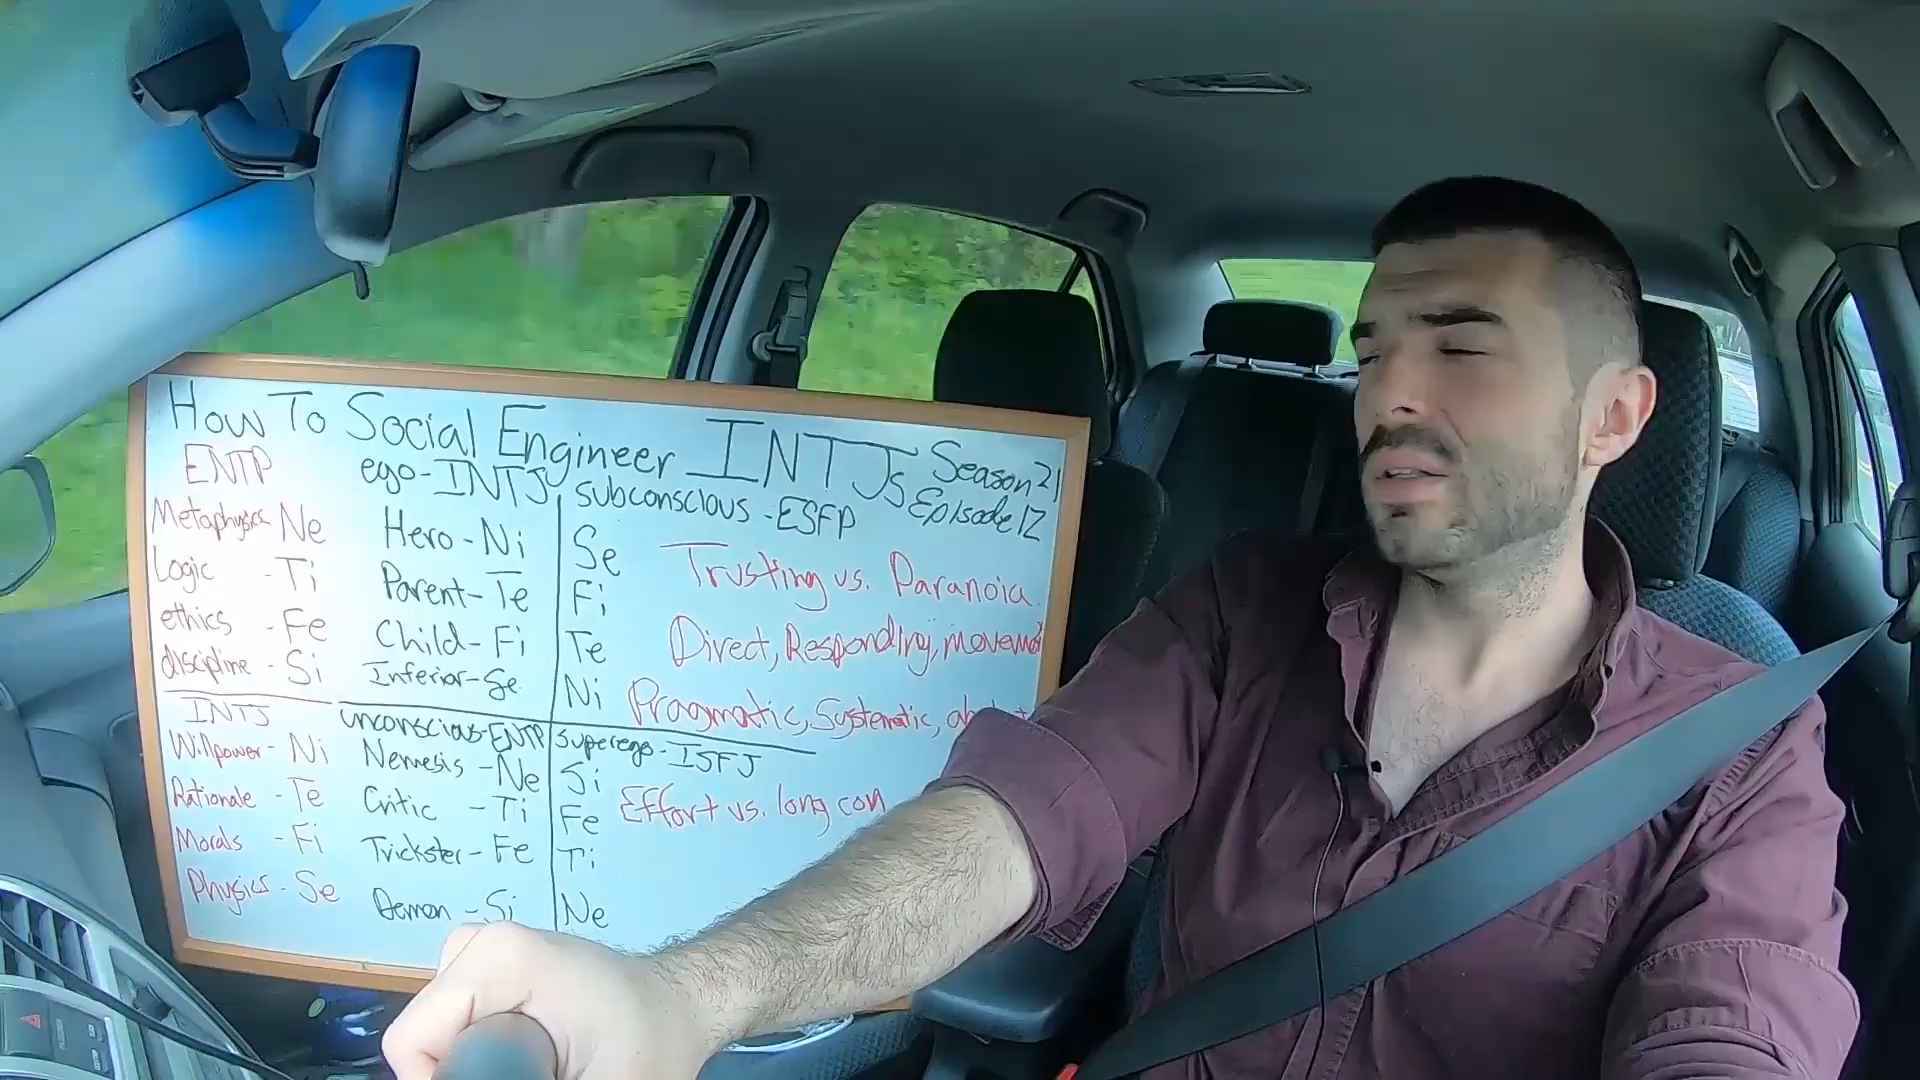 How To Social Engineer INTJs
Season 21
Episode 12
ENTP
Metaphysics Ne
Logic - Ti
ethics - Fe
discipline - Si
INTJ
Willpower - Ni
Rationale - Te
Morals - Fi
Physics - Se
ego - INTJ
Hero - Ni
Parent - Te
Child - Fi
Inferior - Se
unconscious - ENTP
Nemesis - Ne
Critic - Ti
Trickster - Fe
Demon - Si
subconscious - ESFP
Se
Fi
Te
Ni
superego - ISFJ
Si
Fe
Ti
Ne
Trusting vs. Paranoia
Direct, Responding, movement
Pragmatic, Systematic,
Effort vs. long con